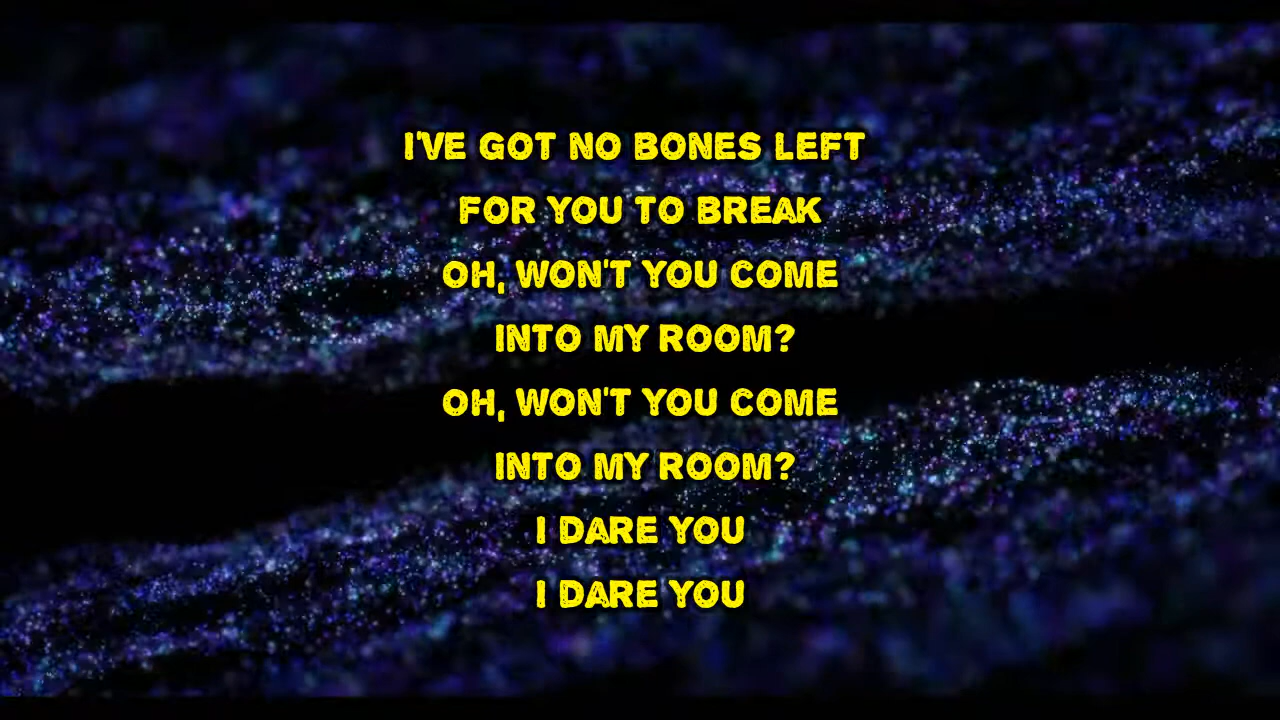 I'VE GOT NO BONES LEFT
FOR YOU TO BREAK
OH, WON'T YOU COME
INTO MY ROOM?
OH, WON'T YOU COME
INTO MY ROOM?
I DARE YOU
I DARE YOU